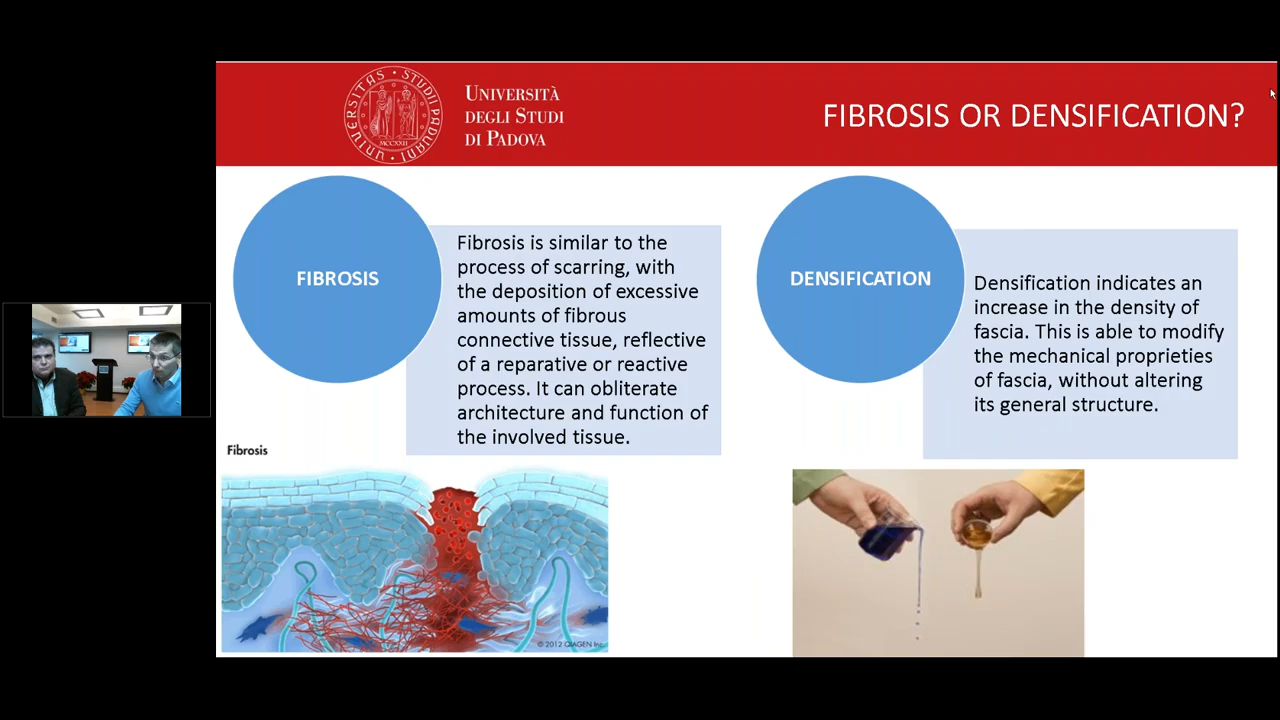 UNIVERSITÀ
DEGLI STUDI
DI PADOVA
FIBROSIS OR DENSIFICATION?
FIBROSIS
Fibrosis is similar to the
process of scarring, with
the deposition of excessive
amounts of fibrous
connective tissue, reflective
of a reparative or reactive
process. It can obliterate
architecture and function of
the involved tissue.
DENSIFICATION
Densification indicates an
increase in the density of
fascia. This is able to modify
the mechanical proprieties
of fascia, without altering
its general structure.
Fibrosis
© 2012 QIAGEN Inc.